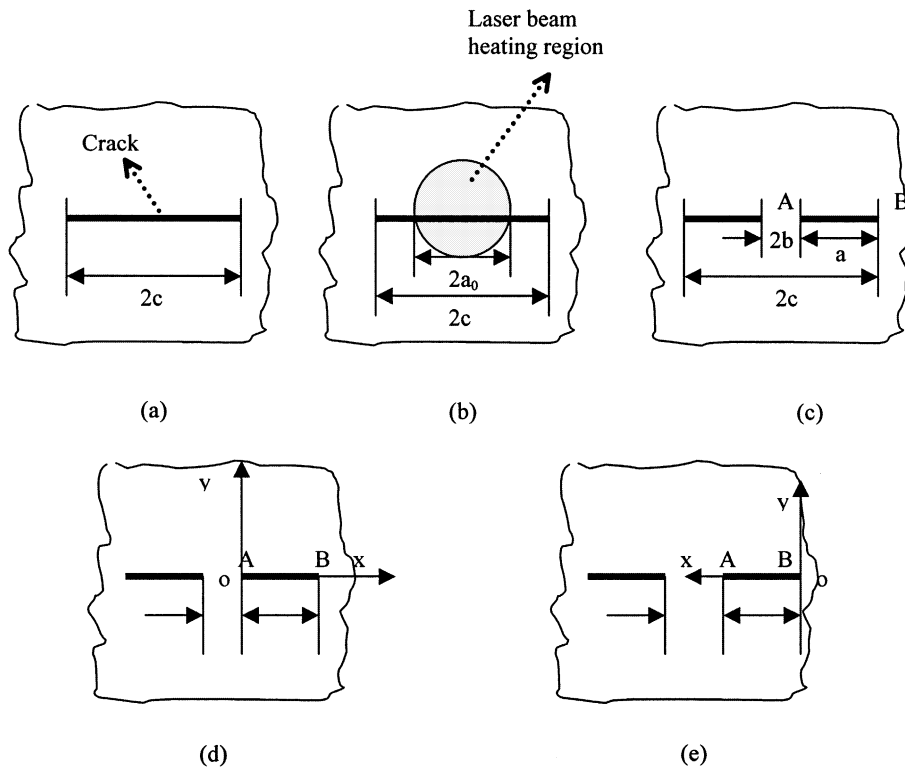 Laser beam
heating region
Crack
2c
(a)
2a₀
2c
(b)
A
B
2b
a
2c
(c)
y
A
B
x
o
(d)
y
x
A
B
o
(e)